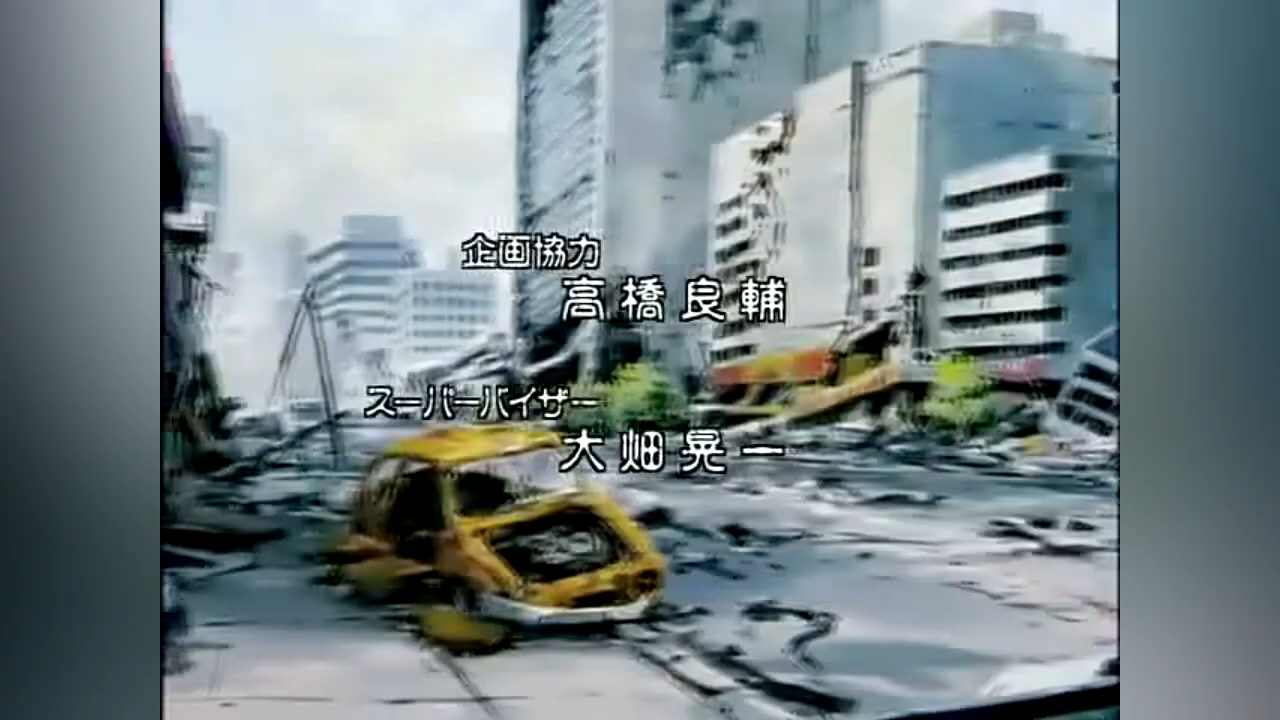 企画協力
高橋良輔
スーパーバイザー
大畑晃一